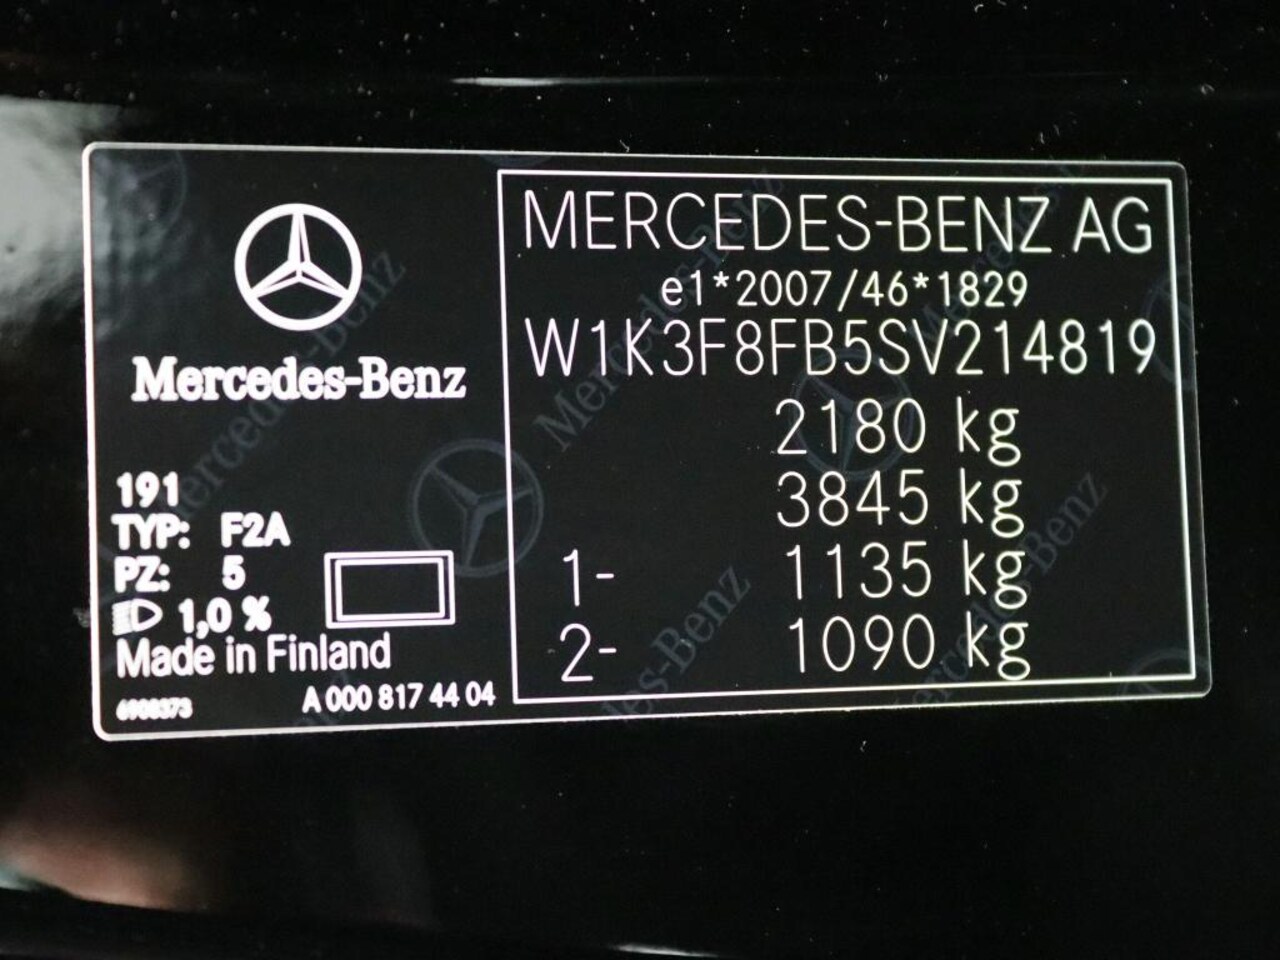 Mercedes-Benz
191
TYP: F2A
PZ: 5
1,0 %
Made in Finland
6908373
A 000 817 44 04
MERCEDES-BENZ AG
e1*2007/46*1829
W1K3F8FB5SV214819
2180 kg
3845 kg
1- 1135 kg
2- 1090 kg